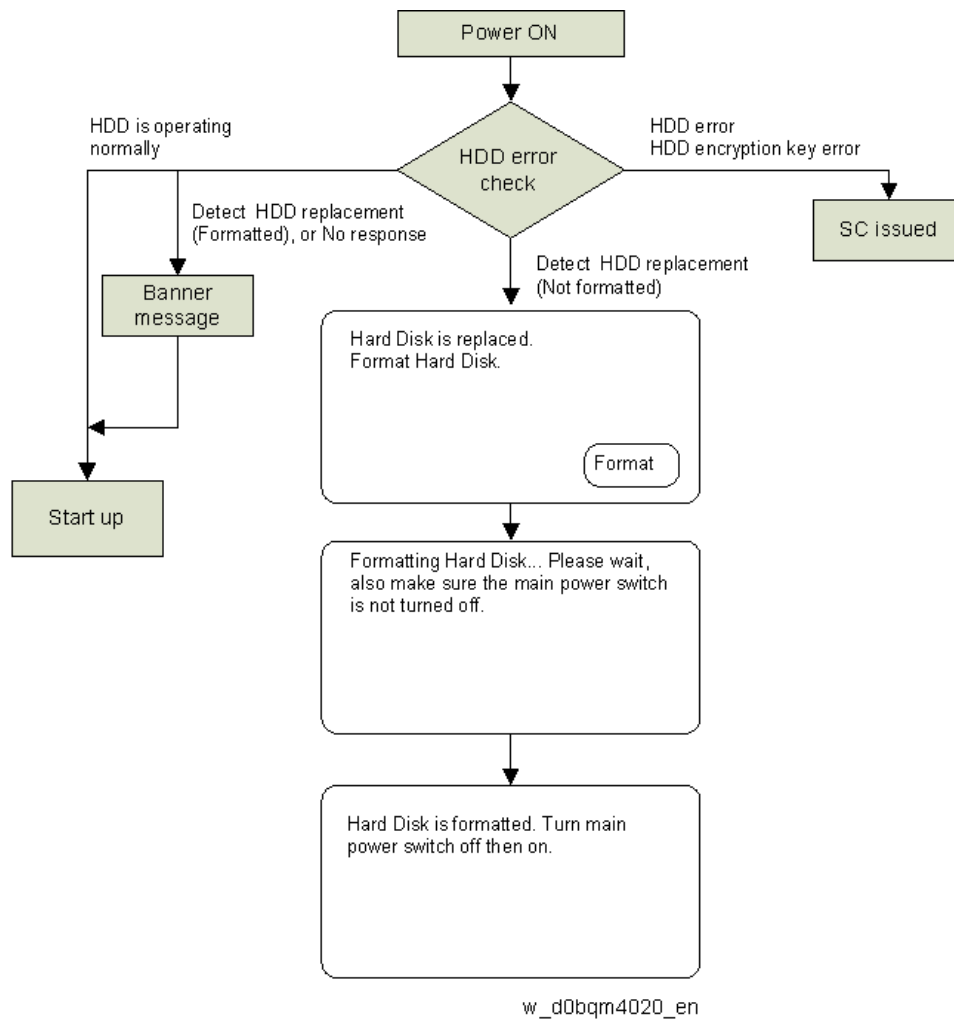 Power ON
HDD error
check
HDD is operating
normally
HDD error
HDD encryption key error
SC issued
Detect HDD replacement
(Formatted), or No response
Banner
message
Start up
Detect HDD replacement
(Not formatted)
Hard Disk is replaced.
Format Hard Disk.
Format
Formatting Hard Disk... Please wait,
also make sure the main power switch
is not turned off.
Hard Disk is formatted. Turn main
power switch off then on.
w_d0bqm4020_en